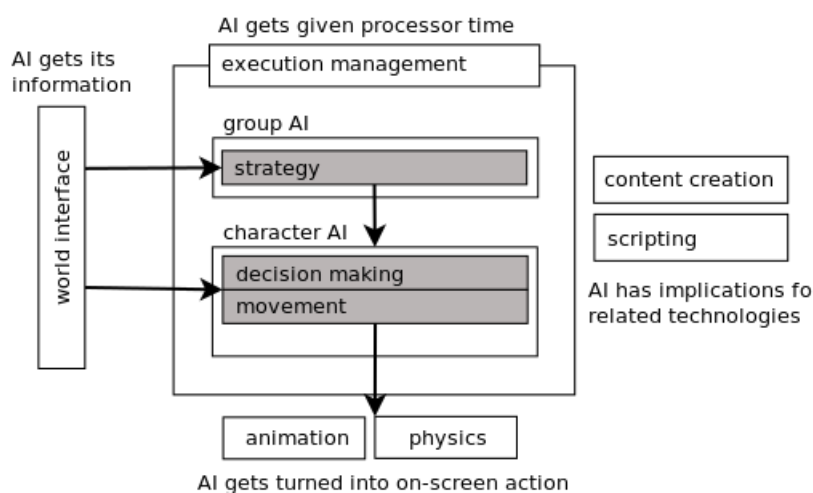 AI gets given processor time
execution management
AI gets its
information
world interface
group AI
strategy
character AI
decision making
movement
content creation
scripting
AI has implications fo
related technologies
animation
physics
AI gets turned into on-screen action